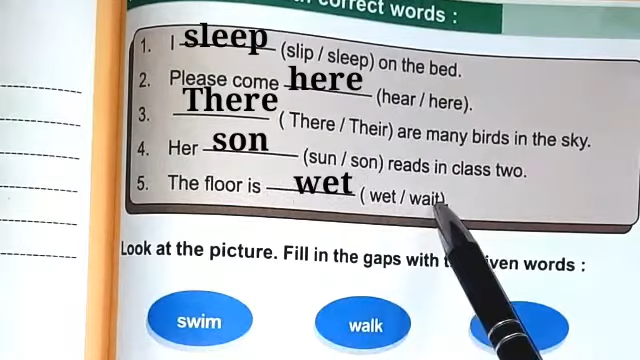 correct words :
1. I sleep (slip / sleep) on the bed.
2. Please come here (hear / here).
3. There ( There / Their) are many birds in the sky.
4. Her son (sun / son) reads in class two.
5. The floor is wet ( wet / wait)
Look at the picture. Fill in the gaps with given words :
swim walk